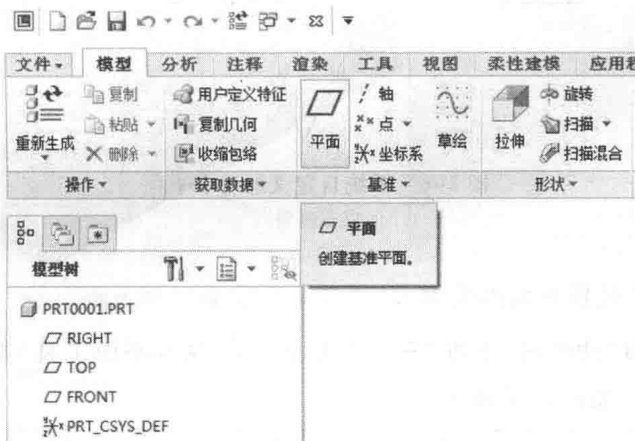 文件 模型 分析 注释 渲染 工具 视图 柔性建模 应用程
重新生成 复制 粘贴 删除
用户定义特征 复制几何 收缩包络
平面 轴 点 坐标系 草绘
拉伸 旋转 扫描 扫描混合
操作 获取数据 基准 形状
平面
创建基准平面。
模型树
PRT0001.PRT
RIGHT
TOP
FRONT
PRT_CSYS_DEF